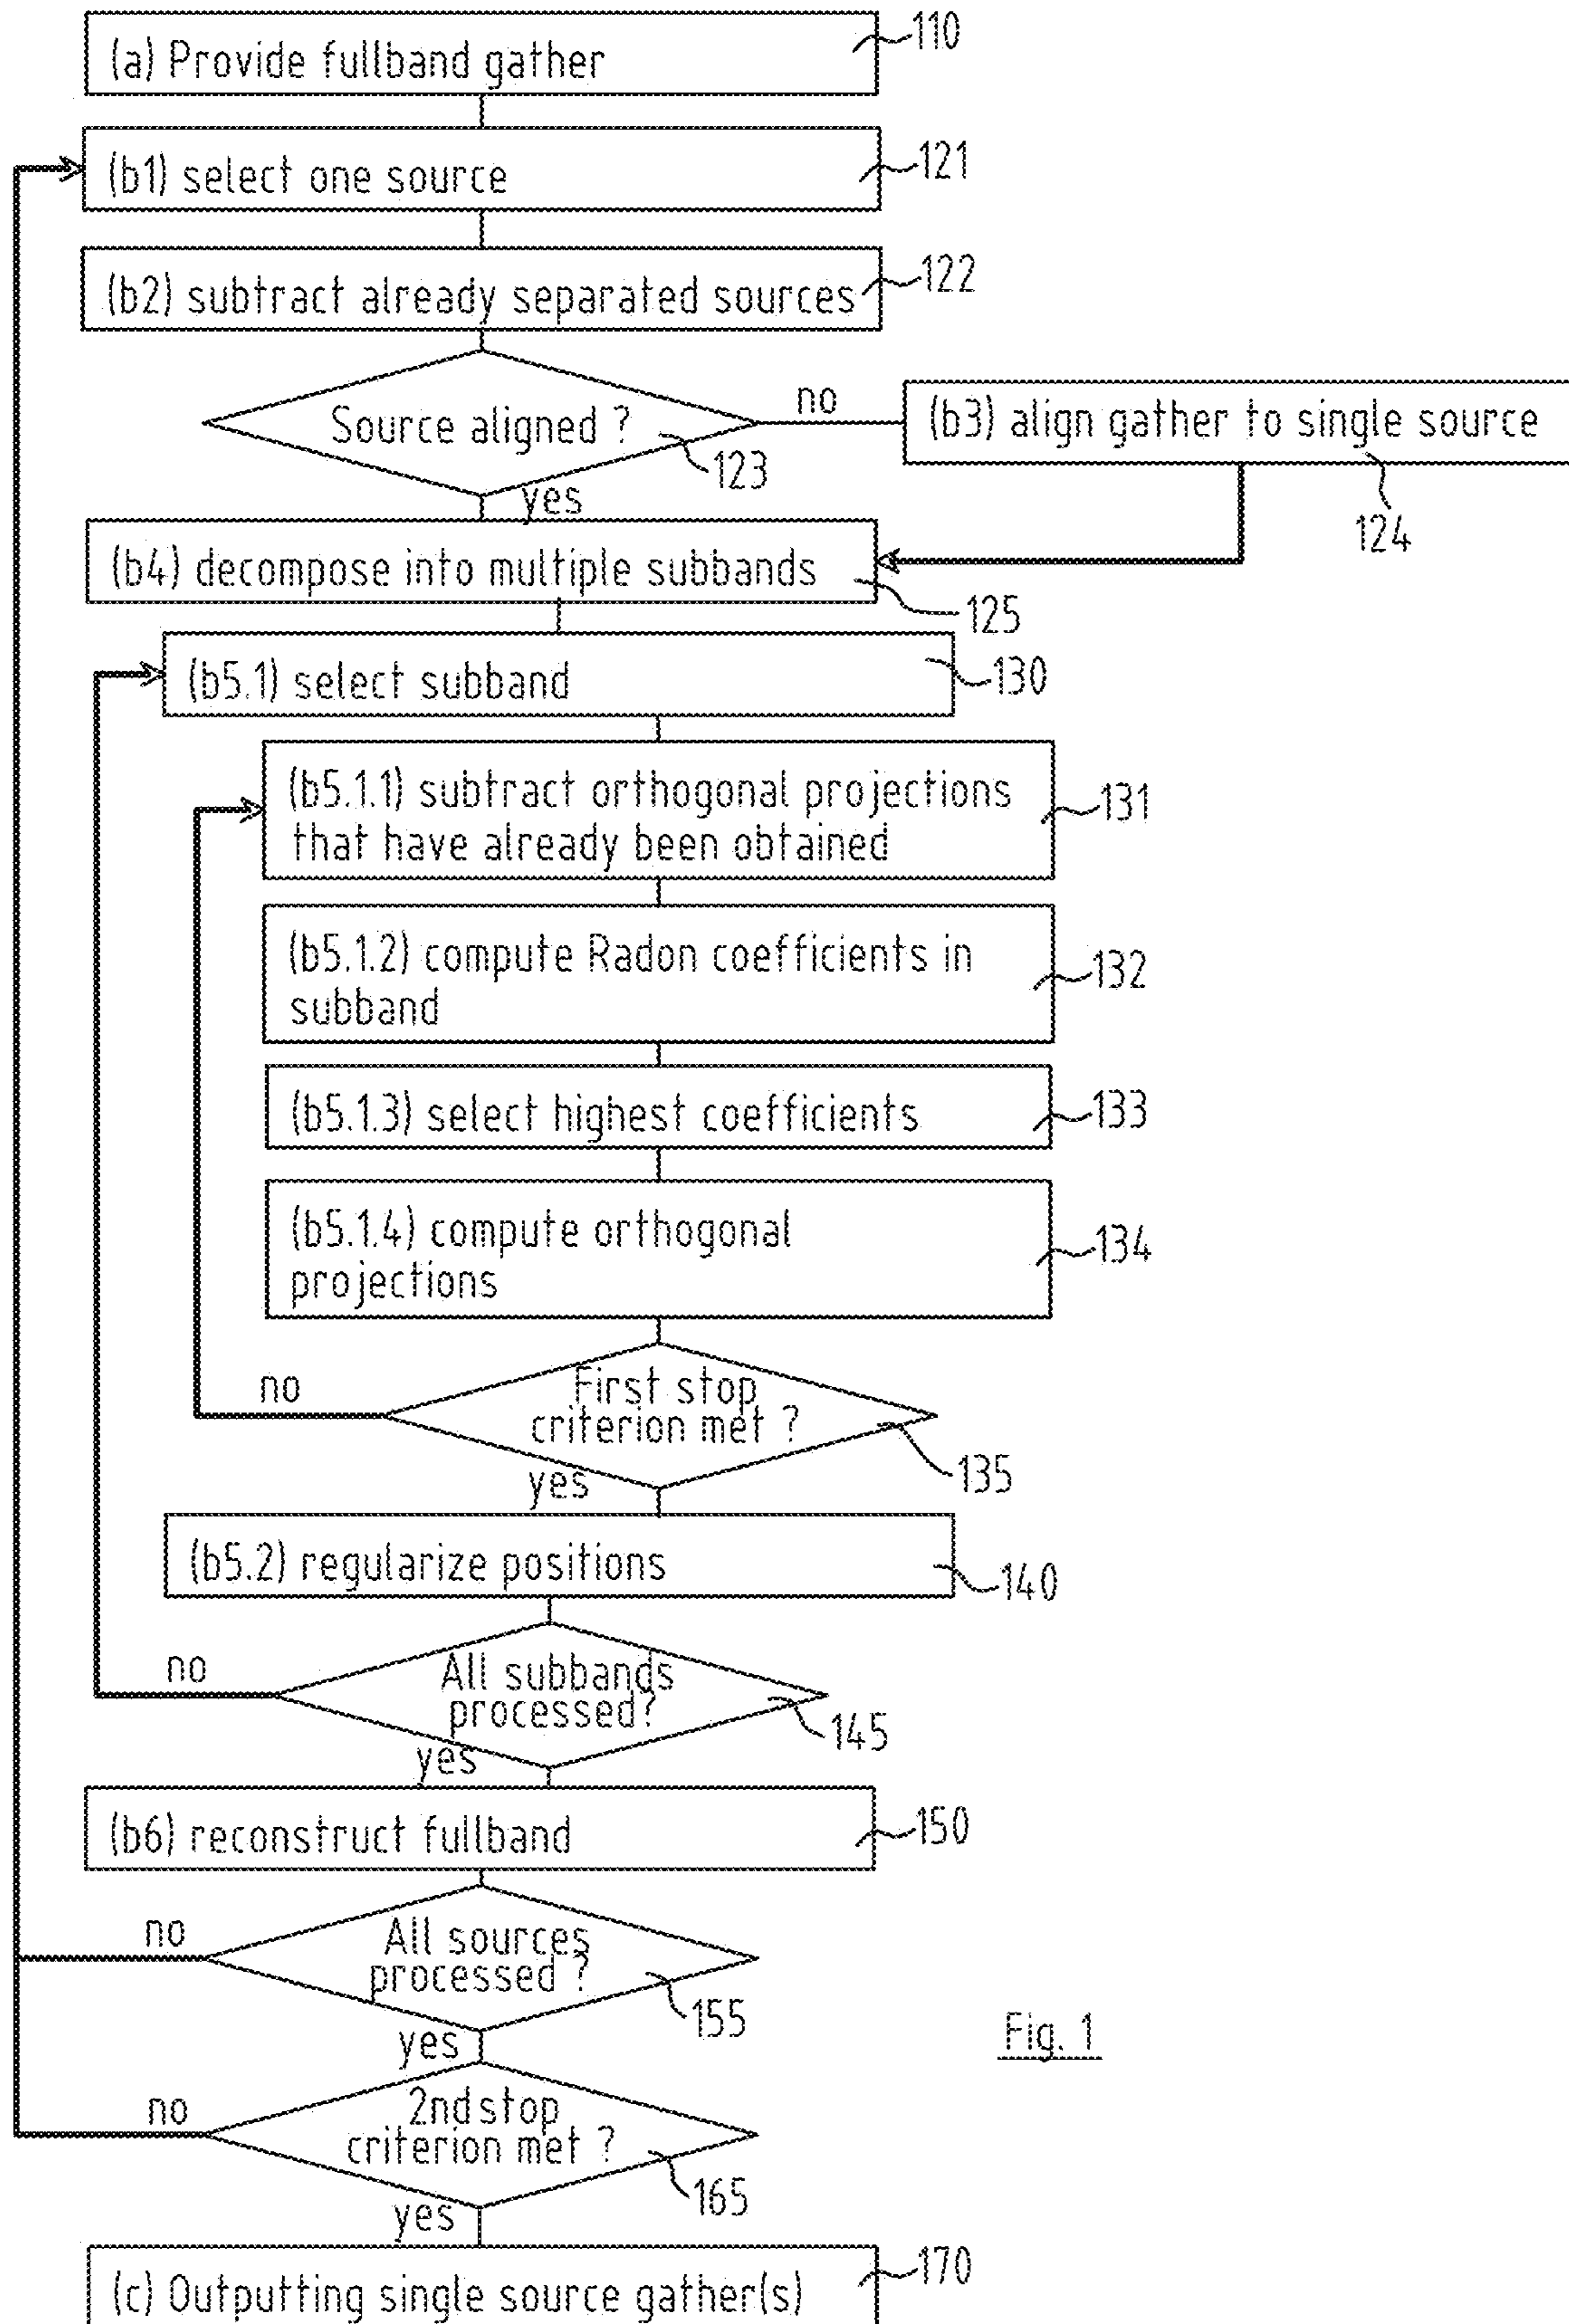 (a) Provide fullband gather
110
(b1) select one source
121
(b2) subtract already separated sources
122
Source aligned ?
123
no
(b3) align gather to single source
124
yes
(b4) decompose into multiple subbands
125
(b5.1) select subband
130
(b5.1.1) subtract orthogonal projections
that have already been obtained
131
(b5.1.2) compute Radon coefficients in
subband
132
(b5.1.3) select highest coefficients
133
(b5.1.4) compute orthogonal
projections
134
no
First stop
criterion met ?
135
yes
(b5.2) regularize positions
140
no
All subbands
processed?
145
yes
(b6) reconstruct fullband
150
no
All sources
processed ?
155
yes
Fig. 1
no
2nd stop
criterion met ?
165
yes
(c) Outputting single source gather(s)
170